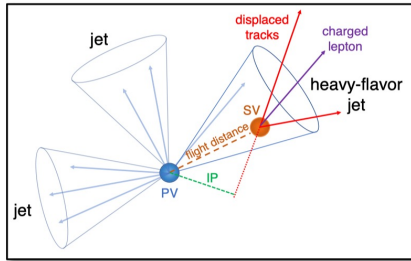 displaced
tracks
charged
lepton
jet
heavy-flavor
jet
SV
flight distance
PV
IP
jet